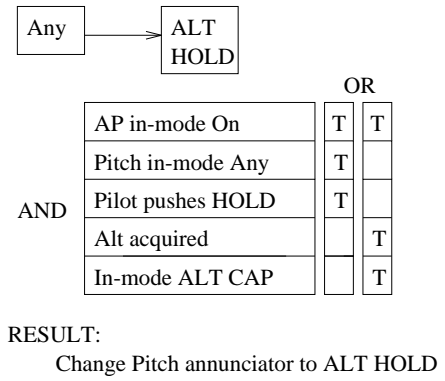 Any
ALT
HOLD
OR
AP in-mode On T T
Pitch in-mode Any T
Pilot pushes HOLD T
AND
Alt acquired T
In-mode ALT CAP T
RESULT:
Change Pitch annunciator to ALT HOLD